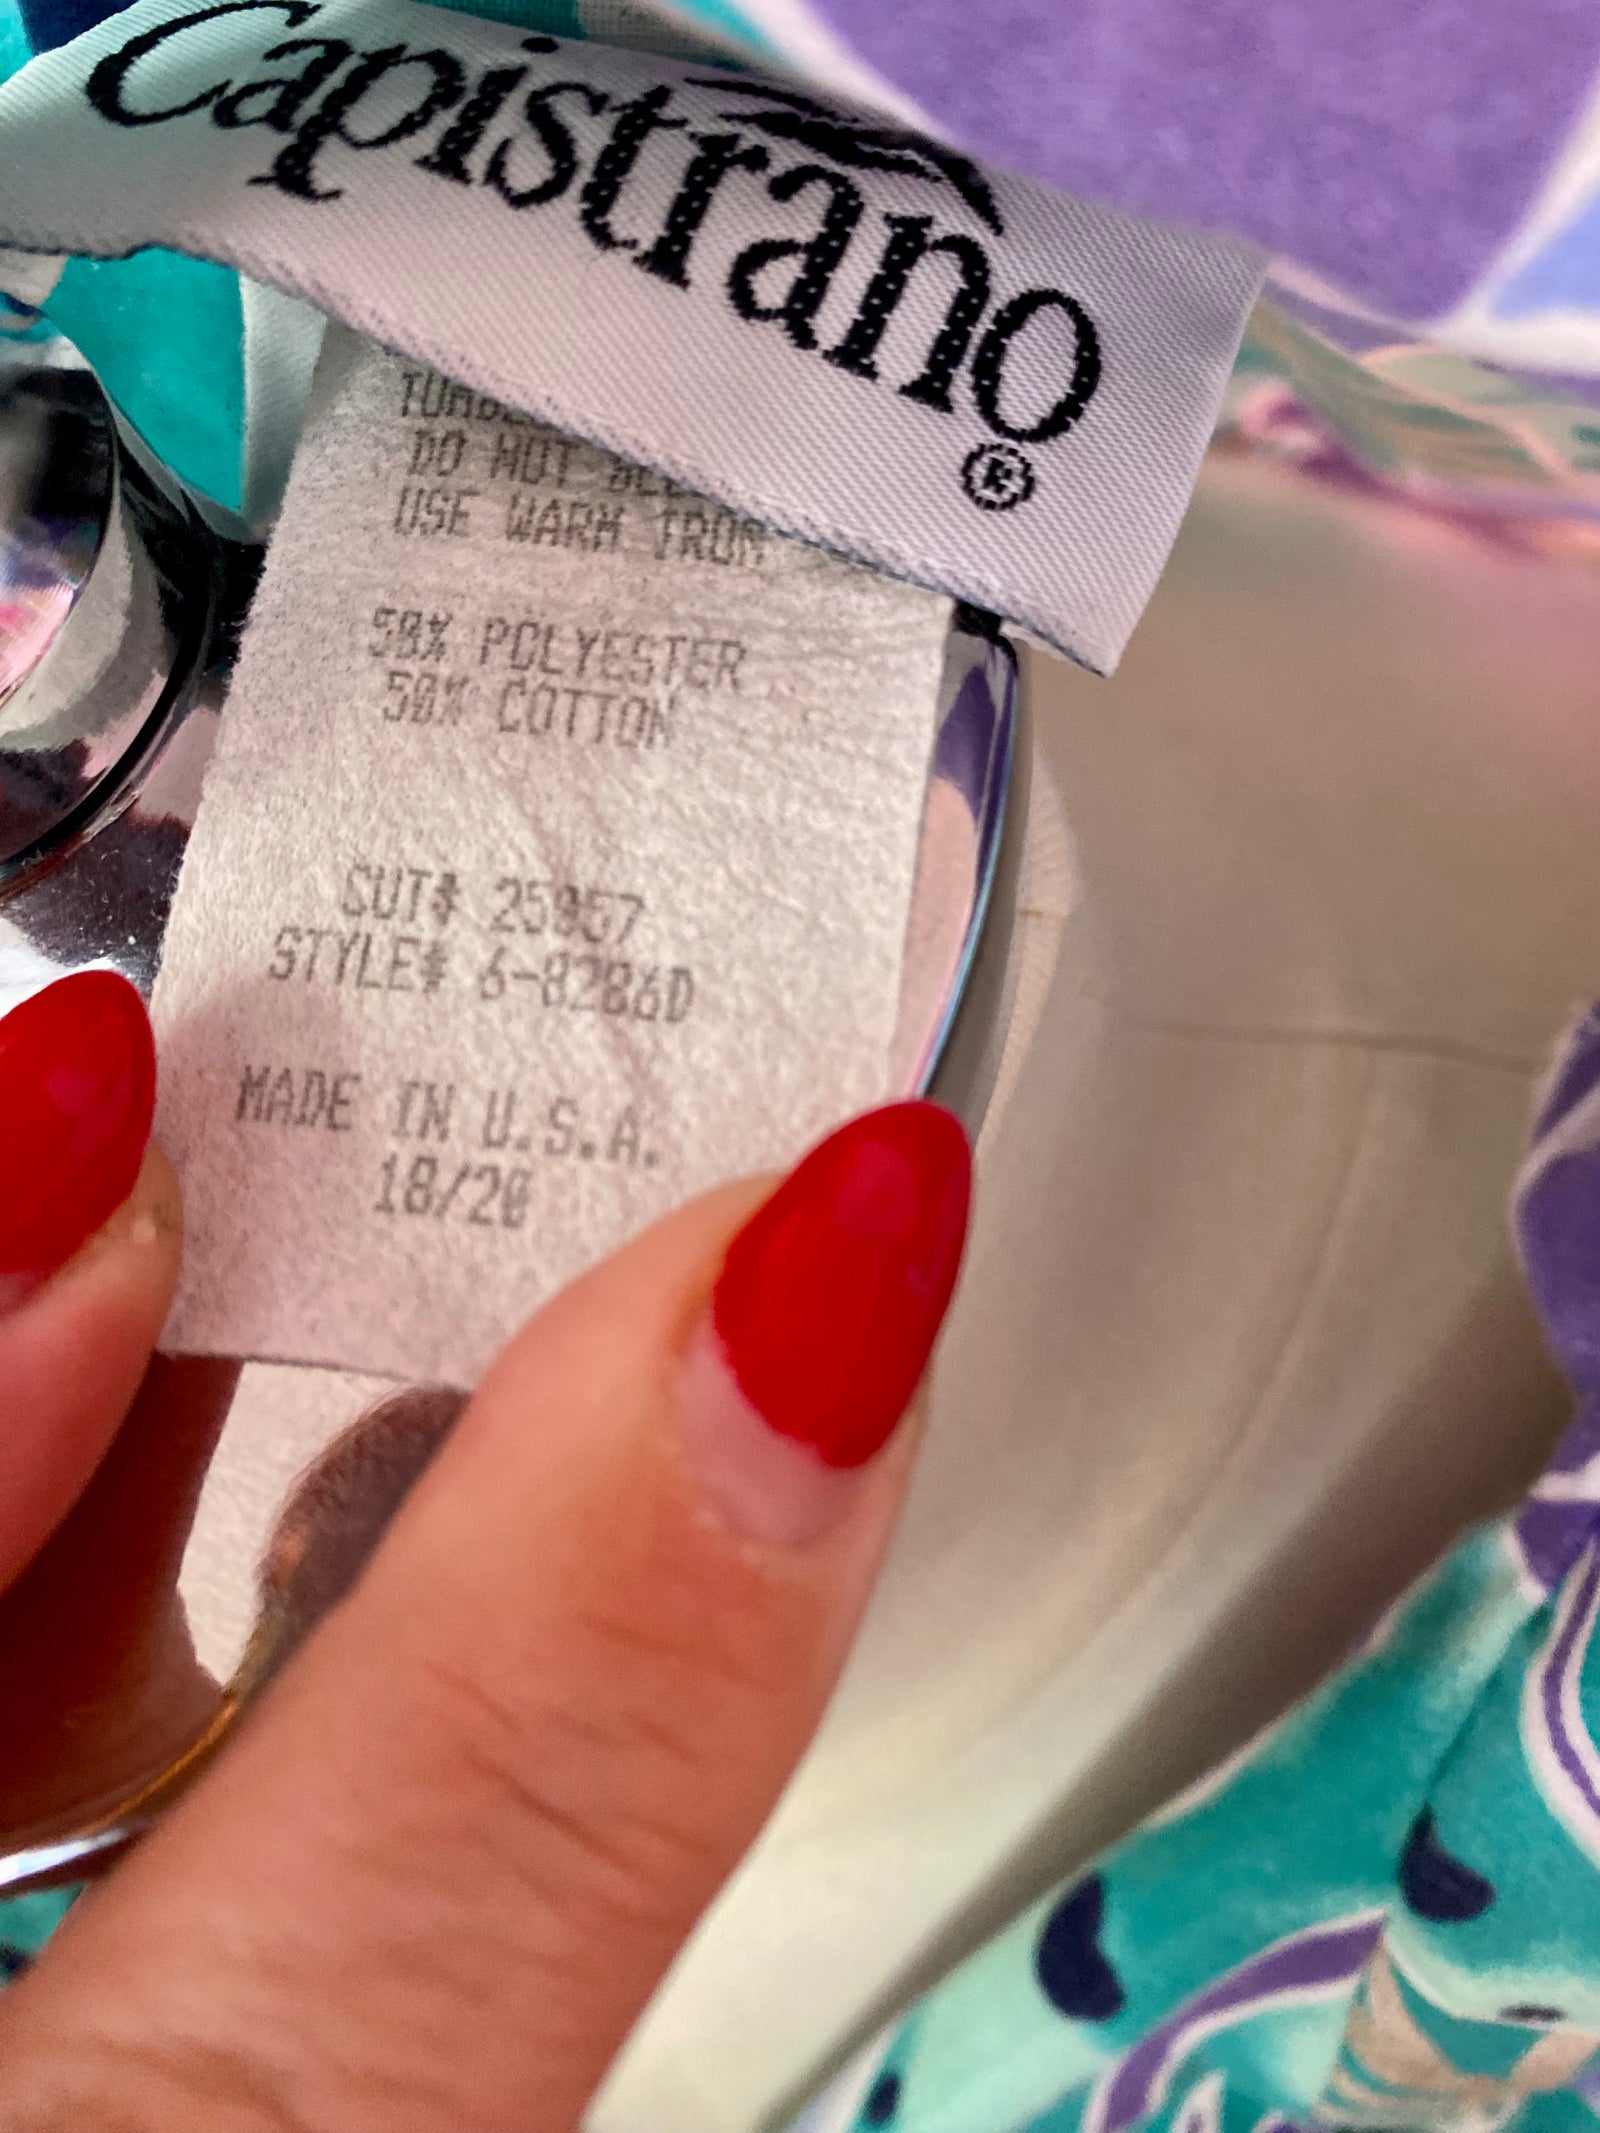 Capistrano®
DO NOT
USE WARM IRON
50% POLYESTER
50% COTTON
CUT# 25957
STYLE# 6-8286D
MADE IN U.S.A.
18/20